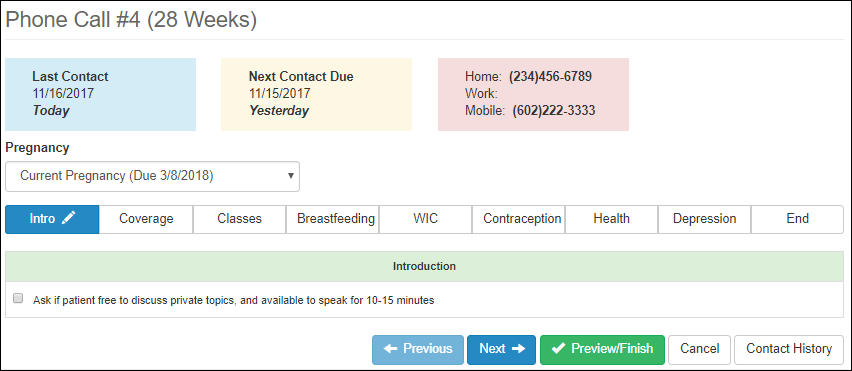 Phone Call #4 (28 Weeks)
Last Contact
11/16/2017
Today
Next Contact Due
11/15/2017
Yesterday
Home: (234)456-6789
Work:
Mobile: (602)222-3333
Pregnancy
Current Pregnancy (Due 3/8/2018)
Intro Coverage Classes Breastfeeding WIC Contraception Health Depression End
Introduction
Ask if patient free to discuss private topics, and available to speak for 10-15 minutes
Previous Next Preview/Finish Cancel Contact History